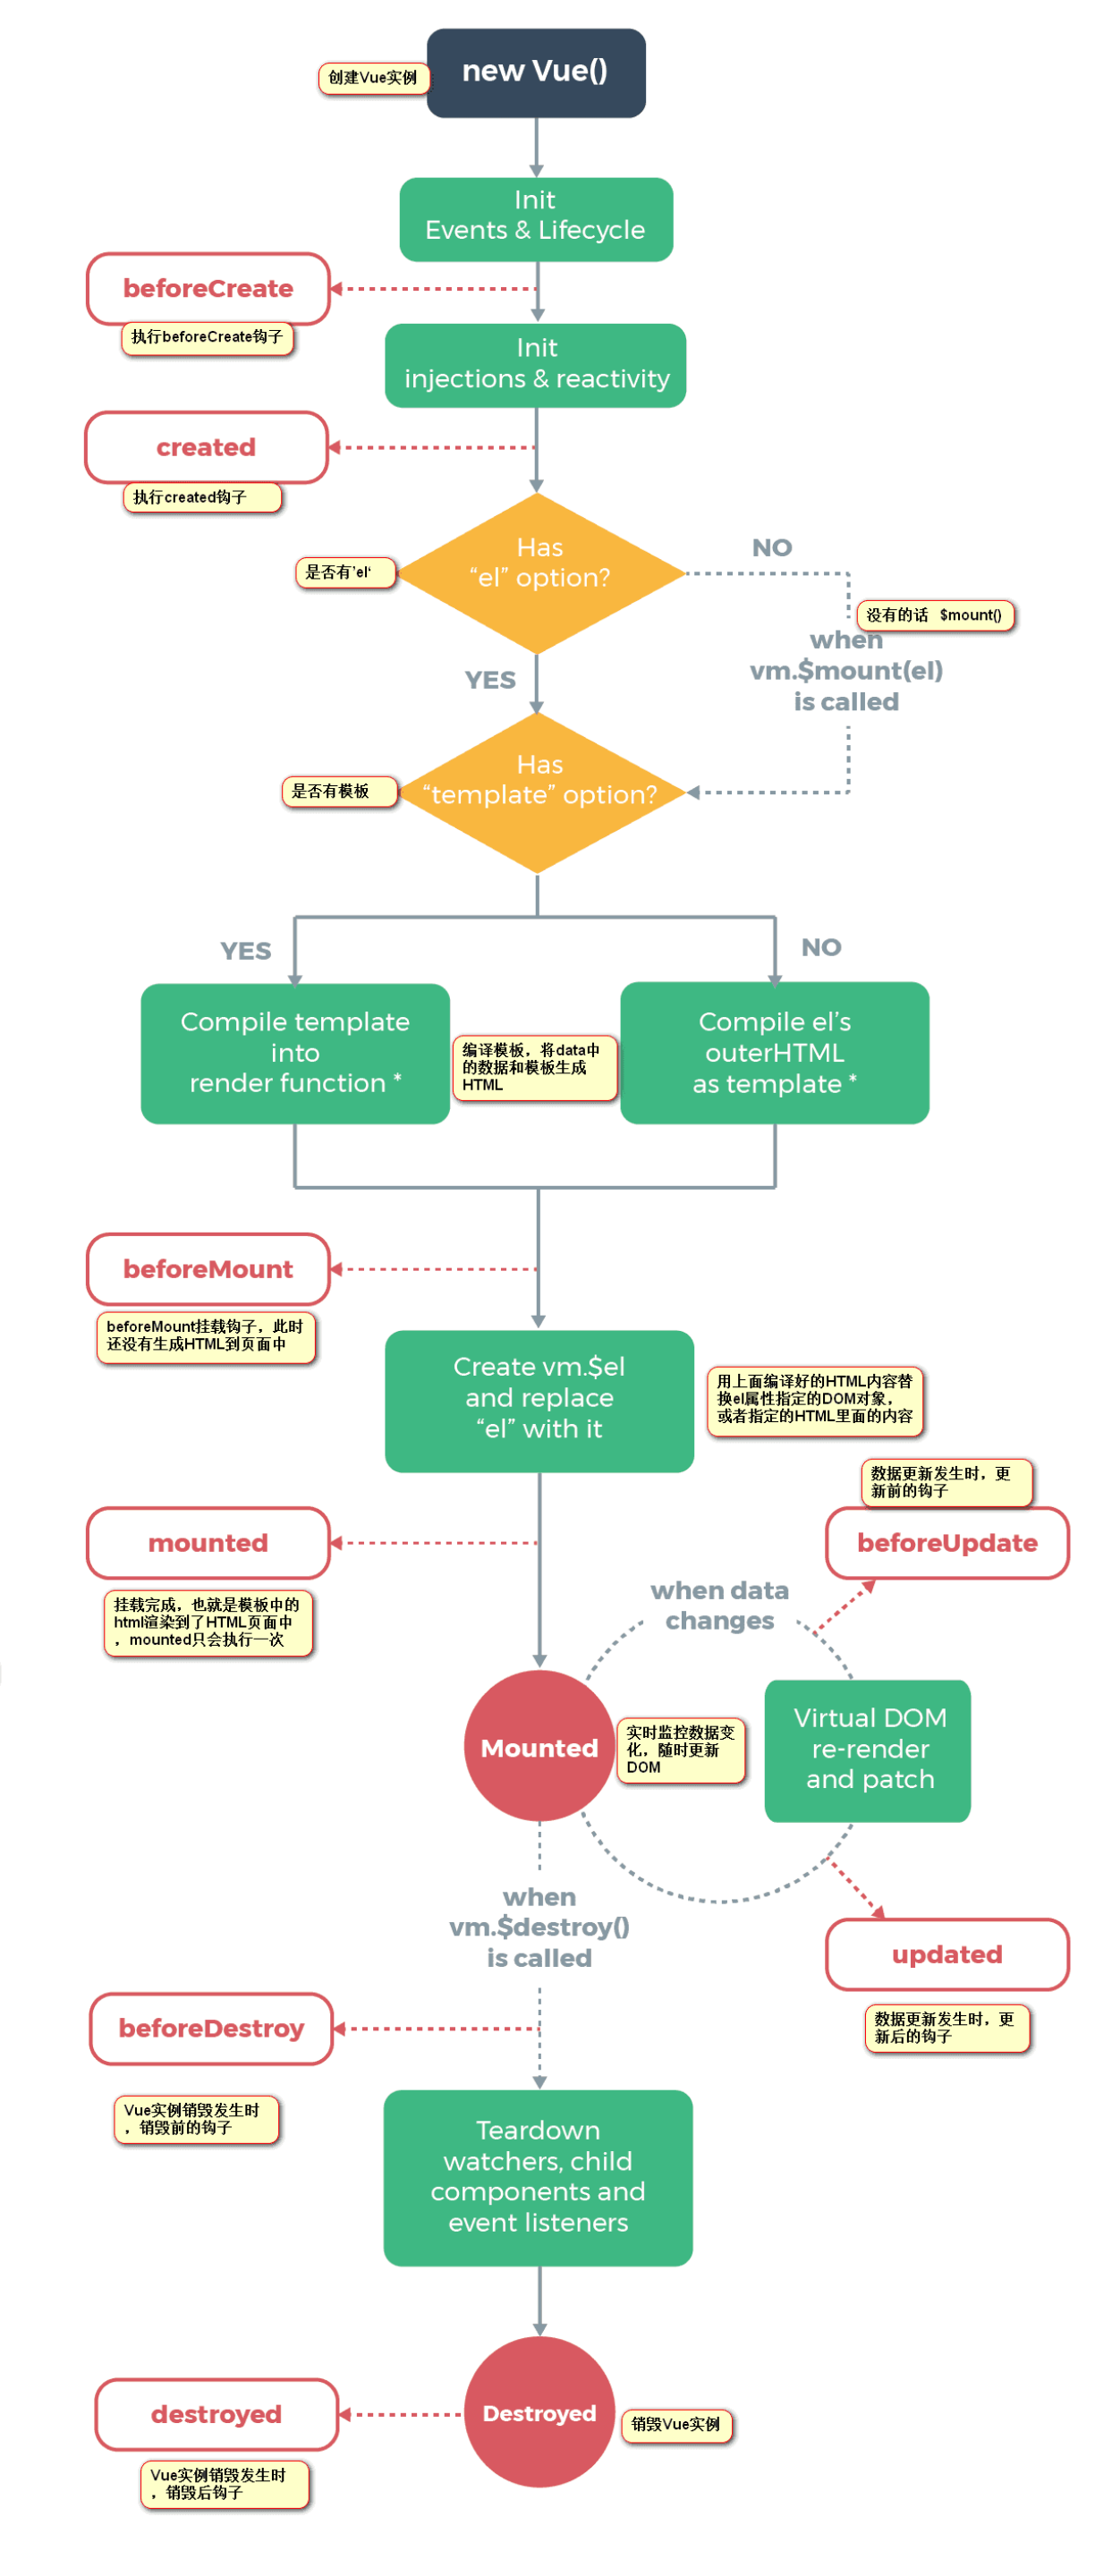 new Vue()
创建Vue实例
Init
Events & Lifecycle
beforeCreate
执行beforeCreate钩子
Init
injections & reactivity
created
执行created钩子
Has
“el” option?
是否有’el‘
NO
没有的话 $mount()
when
vm.$mount(el)
is called
YES
Has
“template” option?
是否有模板
YES
NO
Compile template
into
render function *
编译模板，将data中
的数据和模板生成
HTML
Compile el’s
outerHTML
as template *
beforeMount
beforeMount挂载钩子，此时
还没有生成HTML到页面中
Create vm.$el
and replace
“el” with it
用上面编译好的HTML内容替
换el属性指定的DOM对象，
或者指定的HTML里面的内容
数据更新发生时，更
新前的钩子
beforeUpdate
mounted
挂载完成，也就是模板中的
html渲染到了HTML页面中
，mounted只会执行一次
when data
changes
Mounted
实时监控数据变
化，随时更新
DOM
Virtual DOM
re-render
and patch
when
vm.$destroy()
is called
updated
数据更新发生时，更
新后的钩子
beforeDestroy
Vue实例销毁发生时
，销毁前的钩子
Teardown
watchers, child
components and
event listeners
destroyed
Vue实例销毁发生时
，销毁后钩子
Destroyed
销毁Vue实例